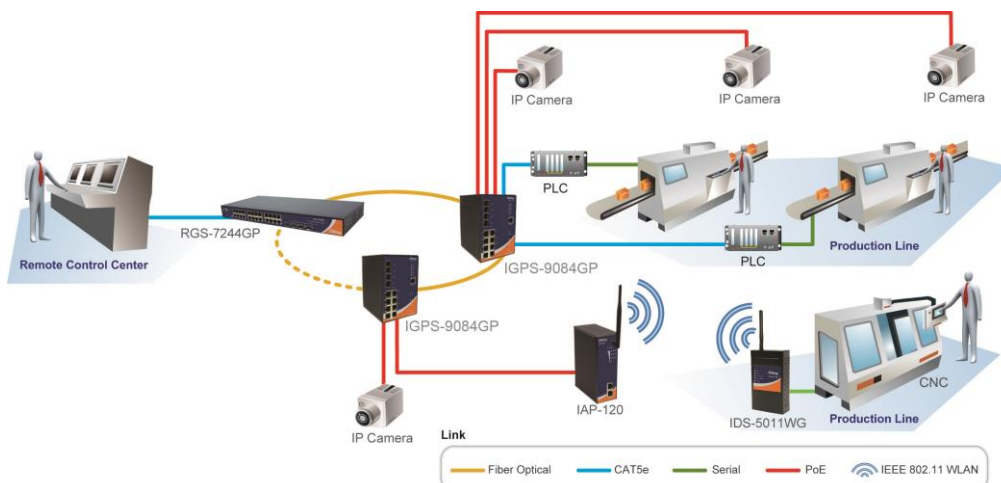 IP Camera
IP Camera
IP Camera
PLC
RGS-7244GP
Production Line
Remote Control Center
IGPS-9084GP
PLC
IGPS-9084GP
CNC
IAP-120
IDS-5011WG
Production Line
IP Camera
Link
Fiber Optical
CAT5e
Serial
PoE
IEEE 802.11 WLAN